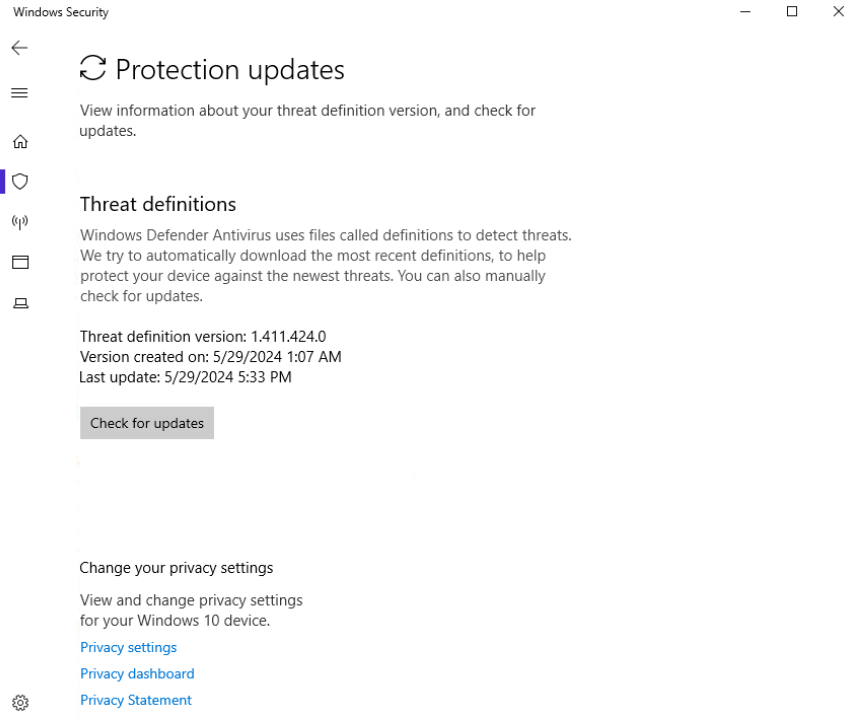 Windows Security
Protection updates
View information about your threat definition version, and check for
updates.
Threat definitions
Windows Defender Antivirus uses files called definitions to detect threats.
We try to automatically download the most recent definitions, to help
protect your device against the newest threats. You can also manually
check for updates.
Threat definition version: 1.411.424.0
Version created on: 5/29/2024 1:07 AM
Last update: 5/29/2024 5:33 PM
Check for updates
Change your privacy settings
View and change privacy settings
for your Windows 10 device.
Privacy settings
Privacy dashboard
Privacy Statement